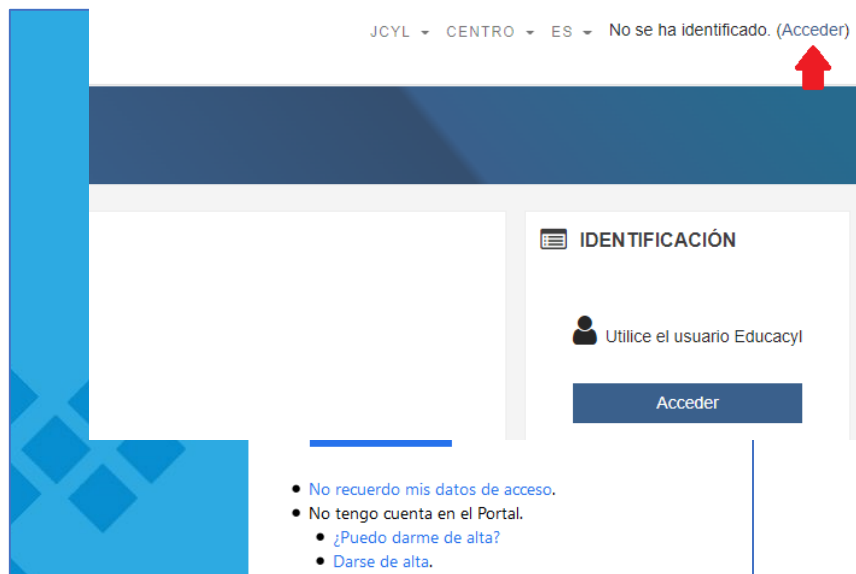 JCYL CENTRO ES No se ha identificado. (Acceder)
IDENTIFICACIÓN
Utilice el usuario Educacyl
Acceder
No recuerdo mis datos de acceso.
No tengo cuenta en el Portal.
¿Puedo darme de alta?
Darse de alta.